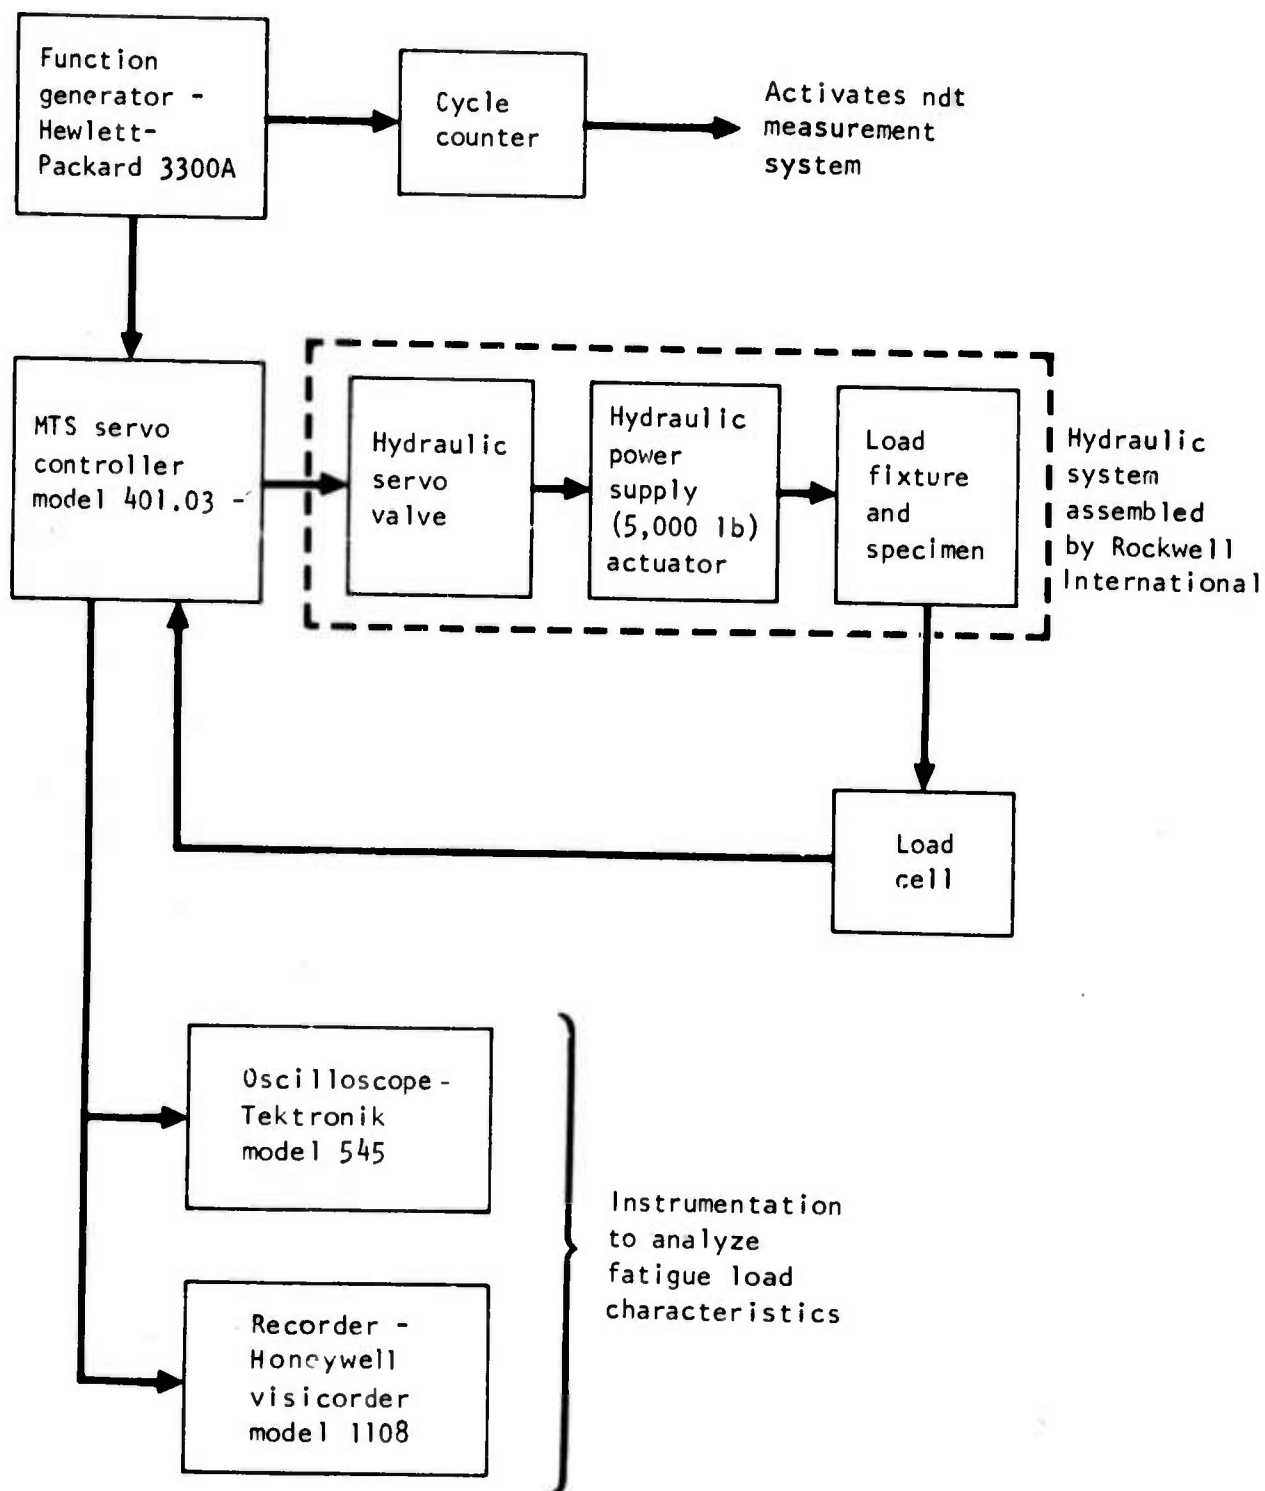 Function
generator -
Hewlett-
Packard 3300A
Cycle
counter
Activates ndt
measurement
system
MTS servo
controller
model 401.03 -
Hydraulic
servo
valve
Hydraulic
power
supply
(5,000 lb)
actuator
Load
fixture
and
specimen
Hydraulic
system
assembled
by Rockwell
International
Load
cell
Oscilloscope -
Tektronik
model 545
Recorder -
Honeywell
visicorder
model 1108
Instrumentation
to analyze
fatigue load
characteristics